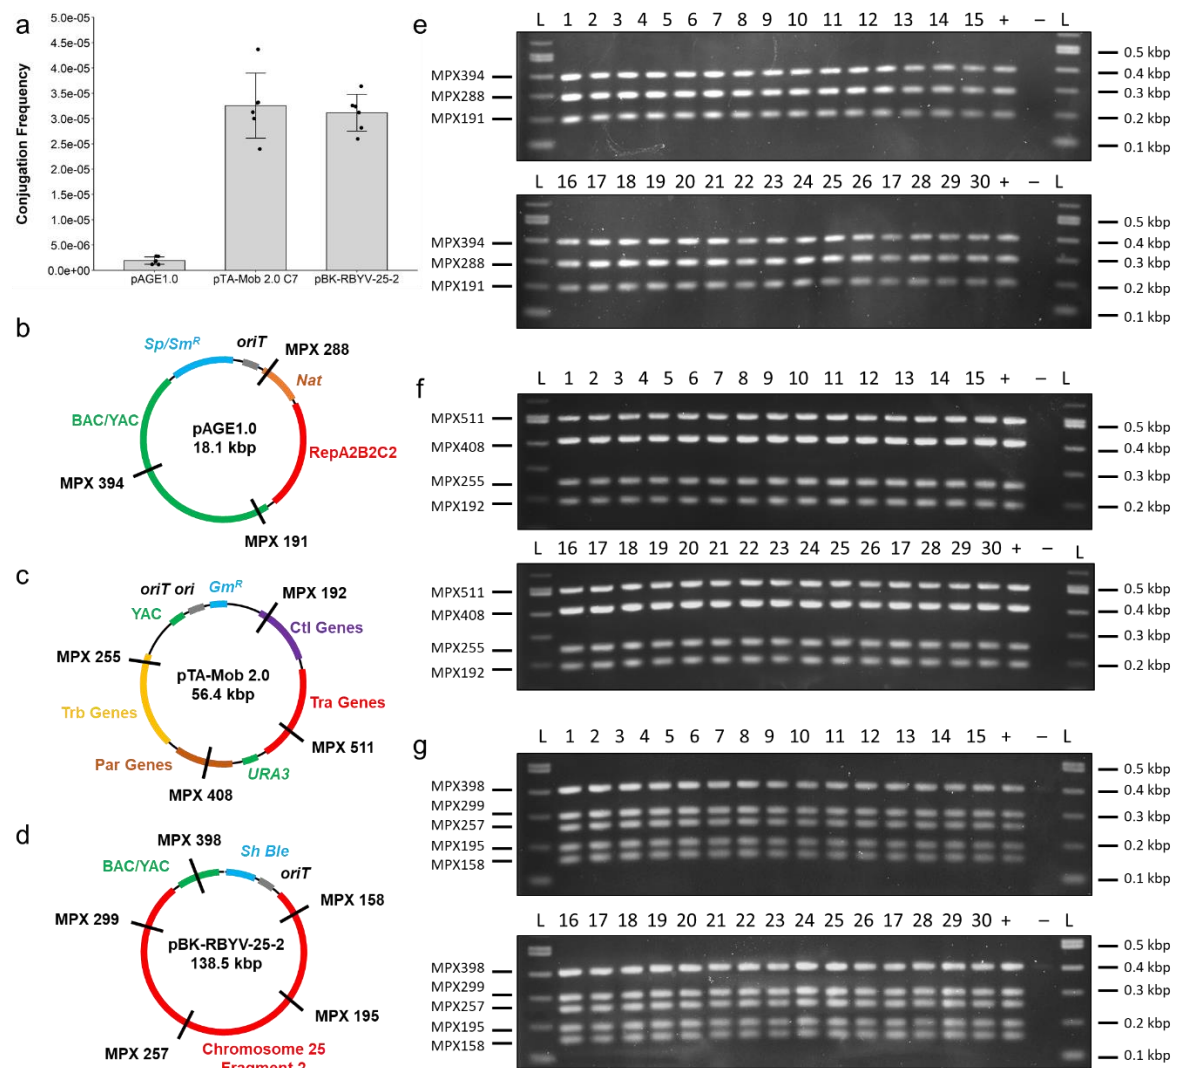 a
5.0e-05
4.5e-05
4.0e-05
3.5e-05
3.0e-05
2.5e-05
2.0e-05
1.5e-05
1.0e-05
5.0e-06
0.0e+00
Conjugation Frequency
pAGE1.0 pTA-Mob 2.0 C7 pBK-RBYV-25-2
b
Sp/SmR oriT MPX 288
Nat
BAC/YAC
pAGE1.0
18.1 kbp
RepA2B2C2
MPX 394
MPX 191
c
oriT ori GmR MPX 192
YAC
Ctl Genes
MPX 255
pTA-Mob 2.0
56.4 kbp
Tra Genes
Trb Genes
MPX 511
Par Genes
URA3
MPX 408
d
MPX 398
BAC/YAC Sh Ble
oriT
MPX 158
MPX 299
pBK-RBYV-25-2
138.5 kbp
MPX 195
MPX 257
Chromosome 25
Fragment 2
e
L 1 2 3 4 5 6 7 8 9 10 11 12 13 14 15 + – L
MPX394
MPX288
MPX191
0.5 kbp
0.4 kbp
0.3 kbp
0.2 kbp
0.1 kbp
L 16 17 18 19 20 21 22 23 24 25 26 17 28 29 30 + – L
MPX394
MPX288
MPX191
0.5 kbp
0.4 kbp
0.3 kbp
0.2 kbp
0.1 kbp
f
L 1 2 3 4 5 6 7 8 9 10 11 12 13 14 15 + – L
MPX511
MPX408
MPX255
MPX192
0.5 kbp
0.4 kbp
0.3 kbp
0.2 kbp
L 16 17 18 19 20 21 22 23 24 25 26 17 28 29 30 + – L
MPX511
MPX408
MPX255
MPX192
0.5 kbp
0.4 kbp
0.3 kbp
0.2 kbp
g
L 1 2 3 4 5 6 7 8 9 10 11 12 13 14 15 + – L
MPX398
MPX299
MPX257
MPX195
MPX158
0.5 kbp
0.4 kbp
0.3 kbp
0.2 kbp
0.1 kbp
L 16 17 18 19 20 21 22 23 24 25 26 17 28 29 30 + – L
MPX398
MPX299
MPX257
MPX195
MPX158
0.5 kbp
0.4 kbp
0.3 kbp
0.2 kbp
0.1 kbp